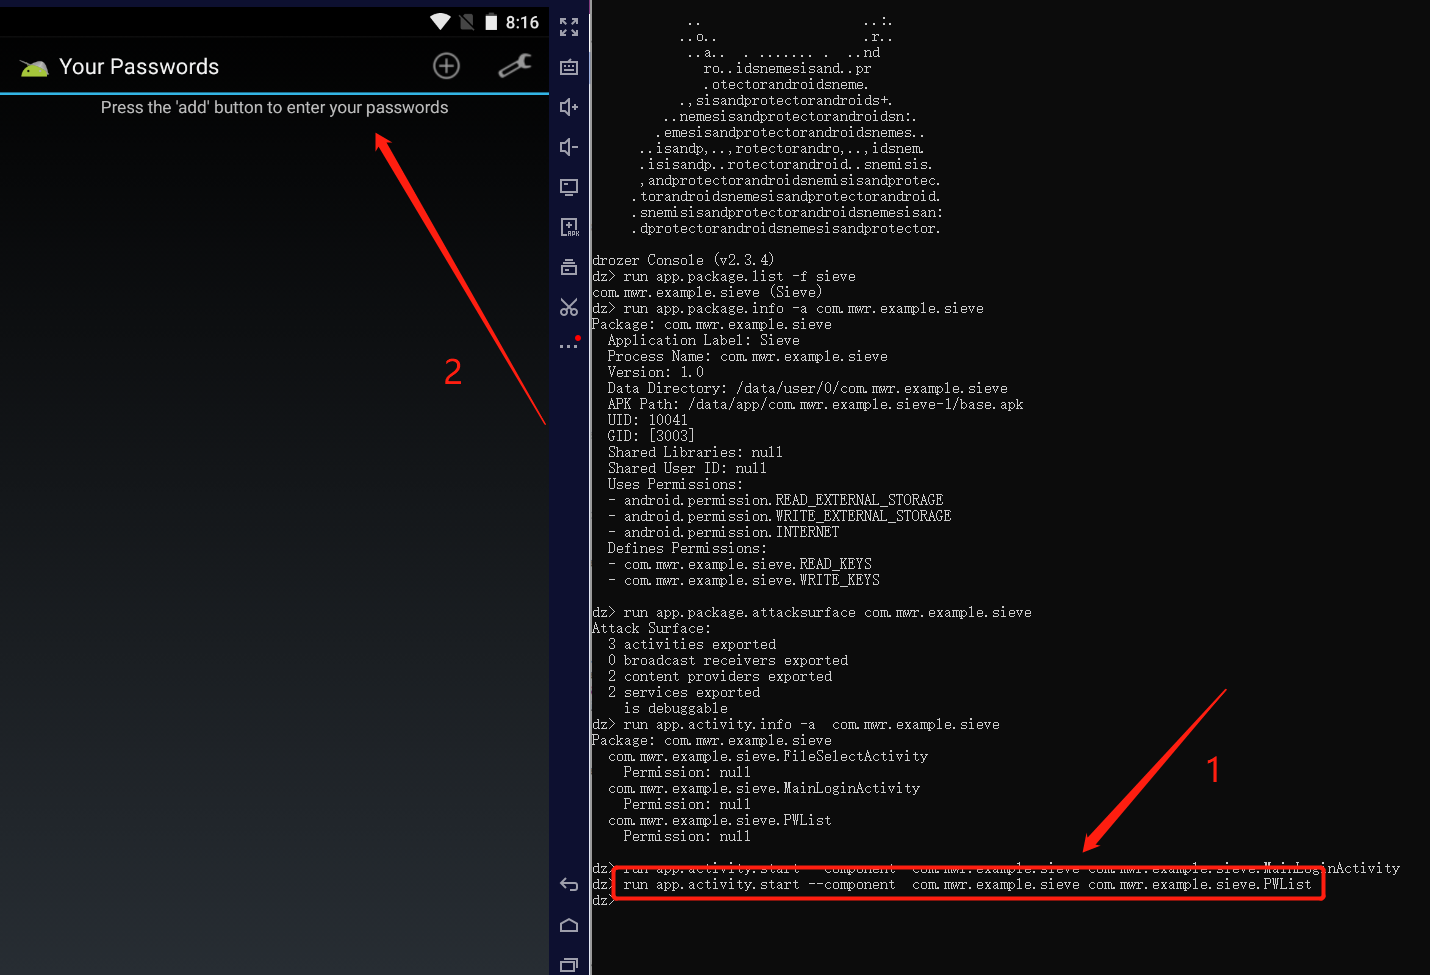 8:16
Your Passwords
Press the 'add' button to enter your passwords
2
APK
.. ..:.
..o.. .r..
..a.. . ....... . ..nd
ro..idsnemesisand..pr
.otectorandroidsneme.
.,sisandprotectorandroids+.
..nemesisandprotectorandroidsn:.
.emesisandprotectorandroidsnemes..
..isandp,..,rotectorandro,..,idsnem.
.isisandp..rotectorandroid..snemisis.
,andprotectorandroidsnemisisandprotec.
.torandroidsnemesisandprotectorandroid.
.snemisisandprotectorandroidsnemesisan:
.dprotectorandroidsnemesisandprotector.
drozer Console (v2.3.4)
dz> run app.package.list -f sieve
com.mwr.example.sieve (Sieve)
dz> run app.package.info -a com.mwr.example.sieve
Package: com.mwr.example.sieve
Application Label: Sieve
Process Name: com.mwr.example.sieve
Version: 1.0
Data Directory: /data/user/0/com.mwr.example.sieve
APK Path: /data/app/com.mwr.example.sieve-1/base.apk
UID: 10041
GID: [3003]
Shared Libraries: null
Shared User ID: null
Uses Permissions:
- android.permission.READ_EXTERNAL_STORAGE
- android.permission.WRITE_EXTERNAL_STORAGE
- android.permission.INTERNET
Defines Permissions:
- com.mwr.example.sieve.READ_KEYS
- com.mwr.example.sieve.WRITE_KEYS
dz> run app.package.attacksurface com.mwr.example.sieve
Attack Surface:
3 activities exported
0 broadcast receivers exported
2 content providers exported
2 services exported
is debuggable
dz> run app.activity.info -a  com.mwr.example.sieve
Package: com.mwr.example.sieve
com.mwr.example.sieve.FileSelectActivity
Permission: null
com.mwr.example.sieve.MainLoginActivity
Permission: null
com.mwr.example.sieve.PWList
Permission: null
1
dz> run app.activity.start --component  com.mwr.example.sieve com.mwr.example.sieve.MainLoginActivity
dz> run app.activity.start --component  com.mwr.example.sieve com.mwr.example.sieve.PWList
dz>